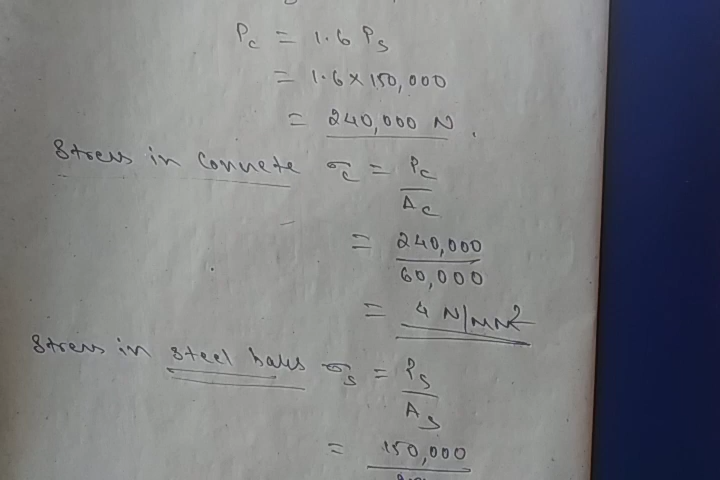 Pc = 1.6 Ps
= 1.6 × 150,000
= 240,000 N.
Stress in Concrete σc = Pc
Ac
= 240,000
60,000
= 4 N/mm²
Stress in steel bars σs = Ps
As
= 150,000